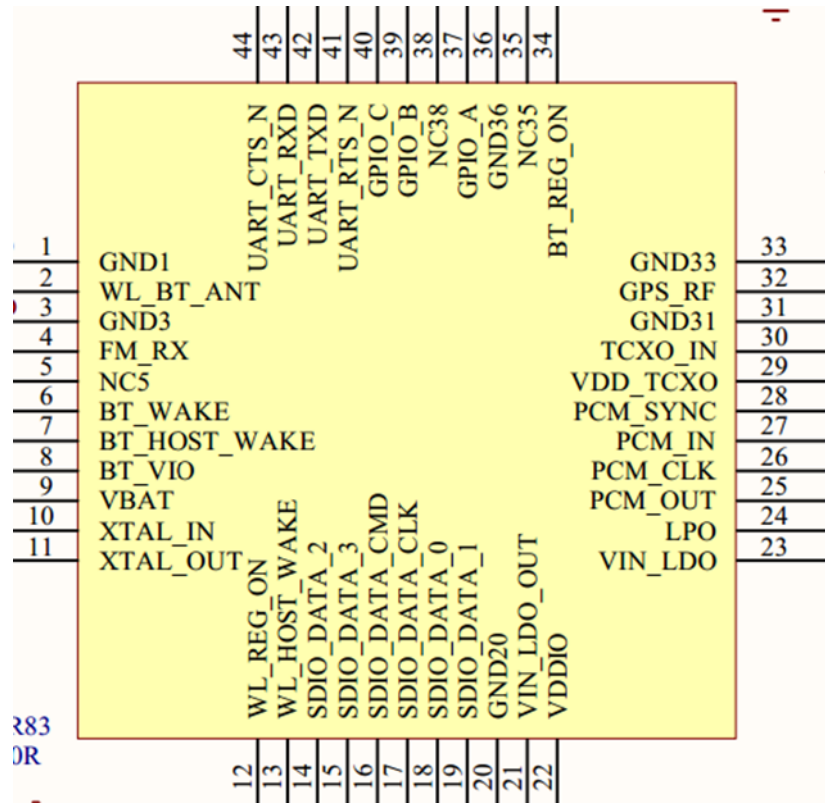 44
43
42
41
40
39
38
37
36
35
34
UART_CTS_N
UART_RXD
UART_TXD
UART_RTS_N
GPIO_C
GPIO_B
NC38
GPIO_A
GND36
NC35
BT_REG_ON
1 GND1
2 WL_BT_ANT
3 GND3
4 FM_RX
5 NC5
6 BT_WAKE
7 BT_HOST_WAKE
8 BT_VIO
9 VBAT
10 XTAL_IN
11 XTAL_OUT
GND33 33
GPS_RF 32
GND31 31
TCXO_IN 30
VDD_TCXO 29
PCM_SYNC 28
PCM_IN 27
PCM_CLK 26
PCM_OUT 25
LPO 24
VIN_LDO 23
WL_REG_ON
WL_HOST_WAKE
SDIO_DATA_2
SDIO_DATA_3
SDIO_DATA_CMD
SDIO_DATA_CLK
SDIO_DATA_0
SDIO_DATA_1
GND20
VIN_LDO_OUT
VDDIO
12
13
14
15
16
17
18
19
20
21
22
R83
0R